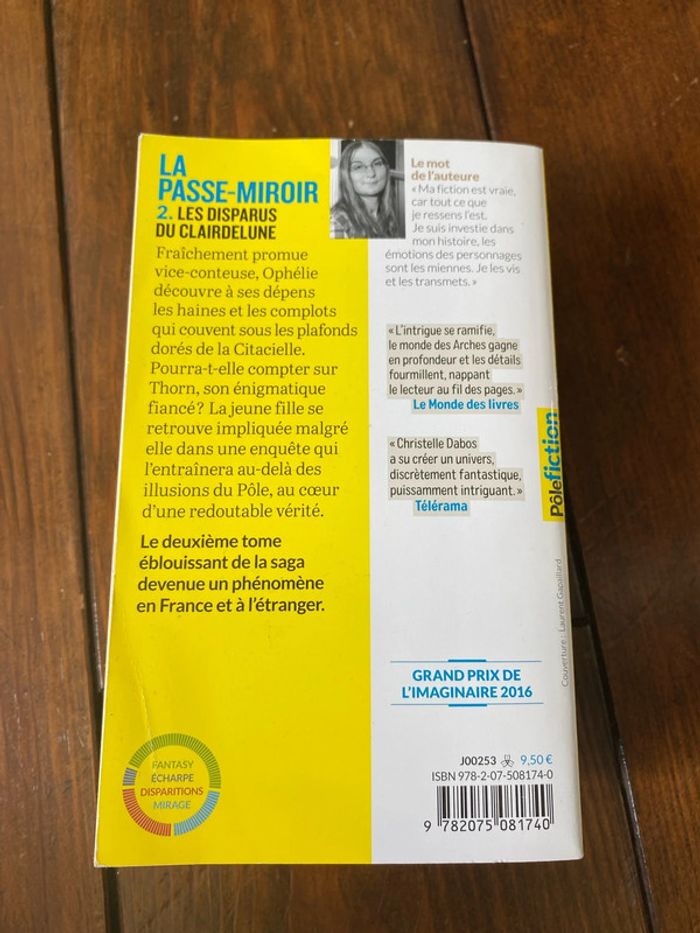 LA
PASSE-MIROIR
2. LES DISPARUS
DU CLAIRDELUNE
Fraîchement promue
vice-conteuse, Ophélie
découvre à ses dépens
les haines et les complots
qui couvent sous les plafonds
dorés de la Citacielle.
Pourra-t-elle compter sur
Thorn, son énigmatique
fiancé ? La jeune fille se
retrouve impliquée malgré
elle dans une enquête qui
l'entraînera au-delà des
illusions du Pôle, au cœur
d'une redoutable vérité.
Le deuxième tome
éblouissant de la saga
devenue un phénomène
en France et à l'étranger.
FANTASY
ÉCHARPE
DISPARITIONS
MIRAGE
Le mot
de l'auteure
« Ma fiction est vraie,
car tout ce que
je ressens l'est.
Je suis investie dans
mon histoire, les
émotions des personnages
sont les miennes. Je les vis
et les transmets. »
« L'intrigue se ramifie,
le monde des Arches gagne
en profondeur et les détails
fourmillent, nappant
le lecteur au fil des pages. »
Le Monde des livres
« Christelle Dabos
a su créer un univers,
discrètement fantastique,
puissamment intriguant. »
Télérama
GRAND PRIX DE
L'IMAGINAIRE 2016
J00253 9,50 €
ISBN 978-2-07-508174-0
9 782075 081740
Pôlefiction
Couverture : Laurent Gapaillard